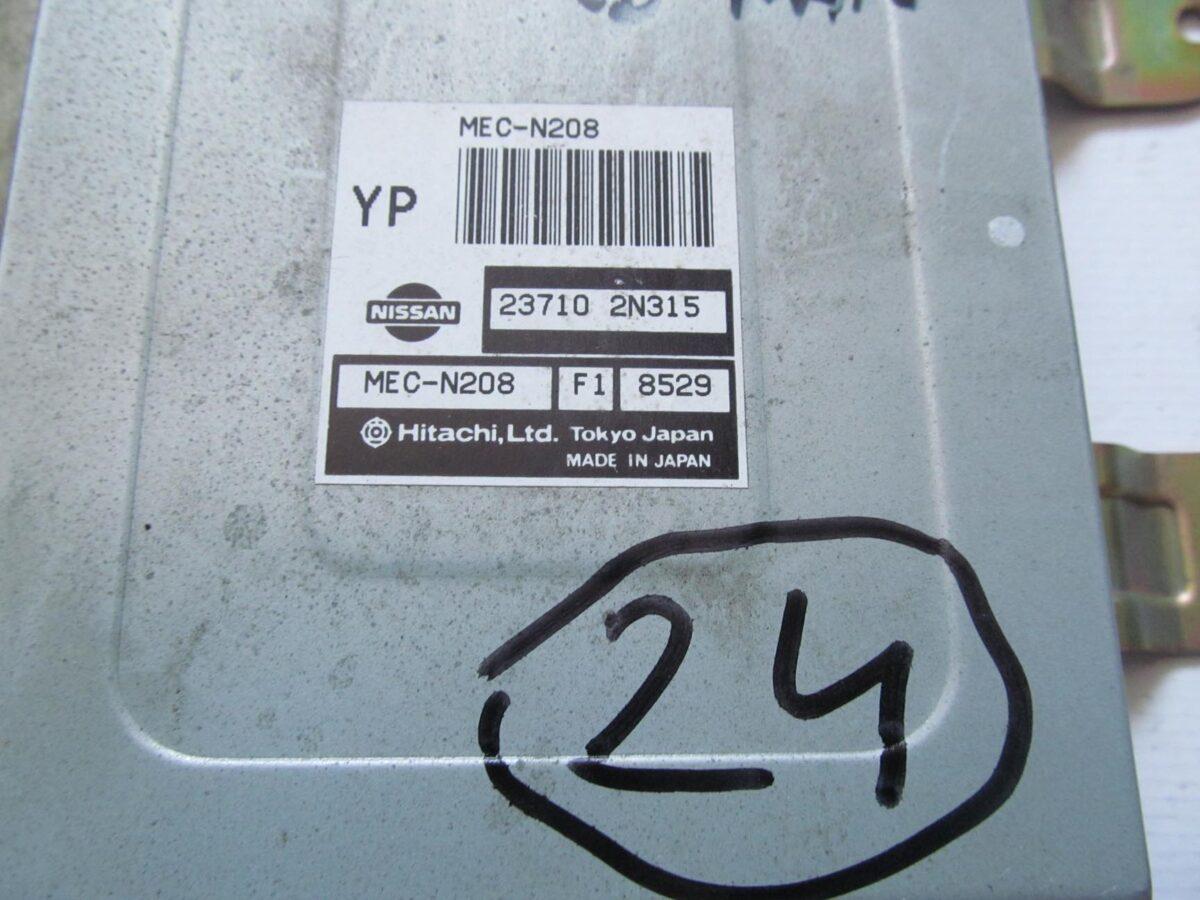 MEC-N208
YP
NISSAN
23710 2N315
MEC-N208 F1 8529
Hitachi, Ltd. Tokyo Japan
MADE IN JAPAN
24